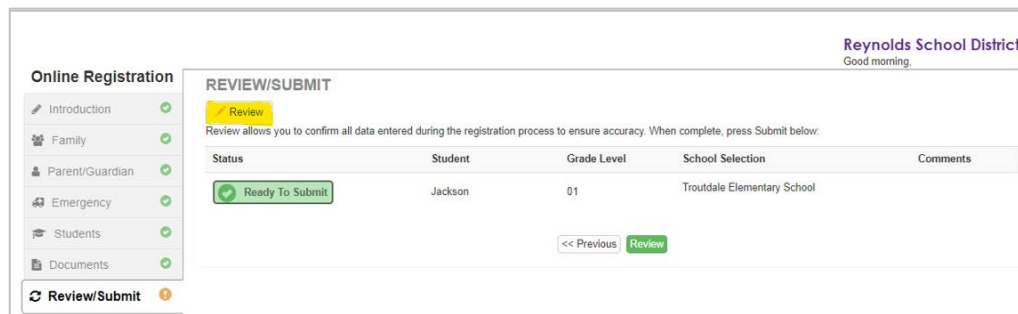 Reynolds School District
Good morning,
Online Registration
Introduction
Family
Parent/Guardian
Emergency
Students
Documents
Review/Submit
REVIEW/SUBMIT
Review
Review allows you to confirm all data entered during the registration process to ensure accuracy. When complete, press Submit below:
Status Student Grade Level School Selection Comments
Ready To Submit Jackson 01 Troutdale Elementary School
<< Previous Review